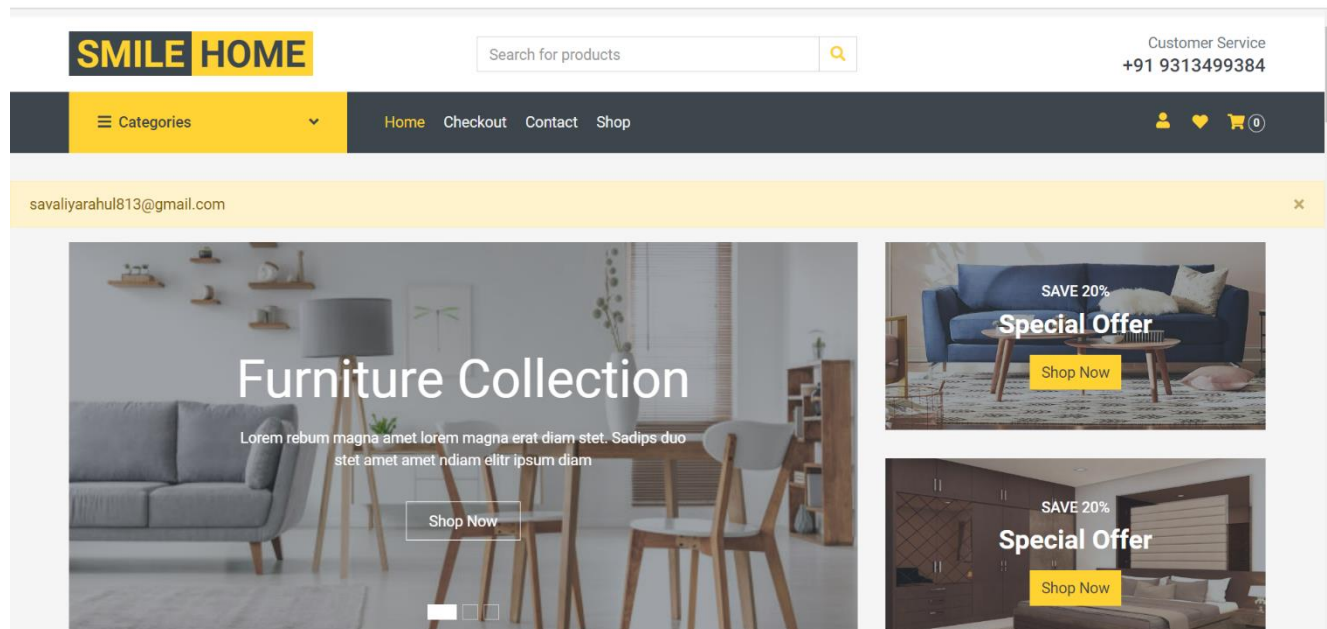 SMILE HOME
Search for products
Customer Service
+91 9313499384
Categories
Home Checkout Contact Shop
0
savaliyarahul813@gmail.com
×
Furniture Collection
Lorem rebum magna amet lorem magna erat diam stet. Sadips duo
stet amet amet ndiam elitr ipsum diam
Shop Now
SAVE 20%
Special Offer
Shop Now
SAVE 20%
Special Offer
Shop Now